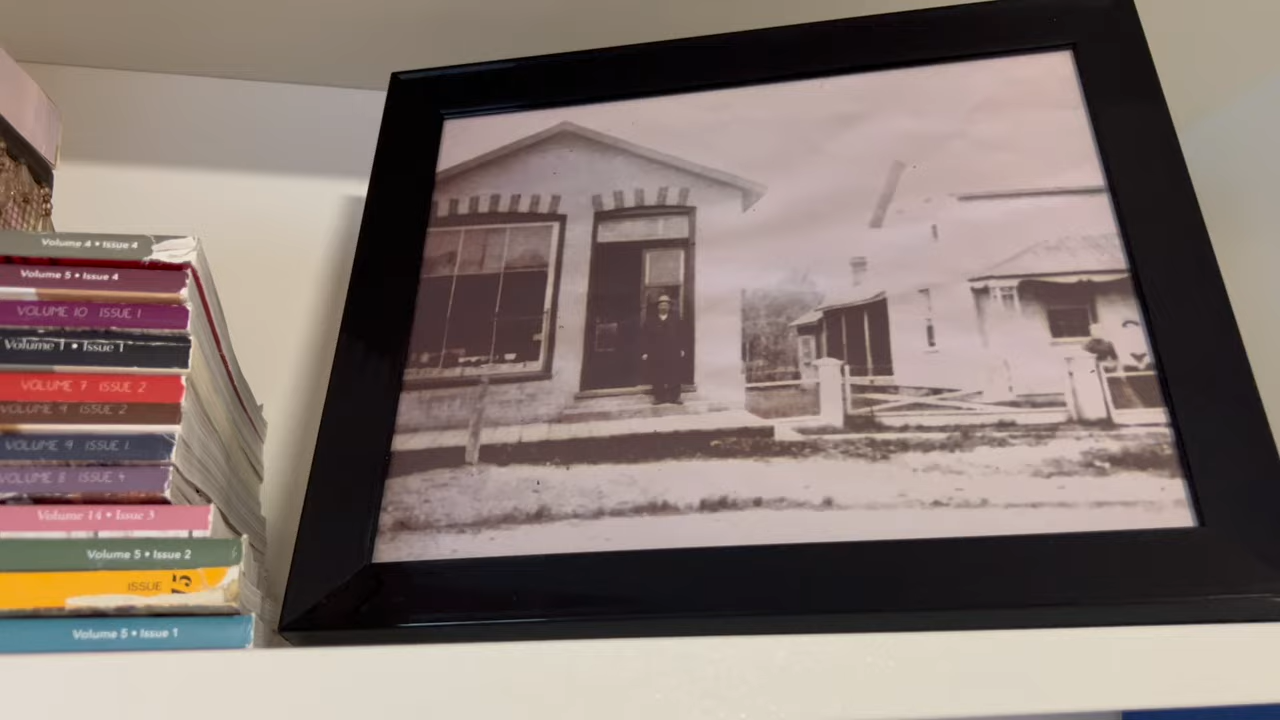 Volume 4 • Issue 4
Volume 5 • Issue 4
VOLUME 10 ISSUE 1
Volume 1 • Issue 1
VOLUME 7 ISSUE 2
VOLUME 9 ISSUE 2
VOLUME 9 ISSUE 1
VOLUME 8 ISSUE 4
Volume 14 • Issue 3
Volume 5 • Issue 2
ISSUE 15
Volume 5 • Issue 1